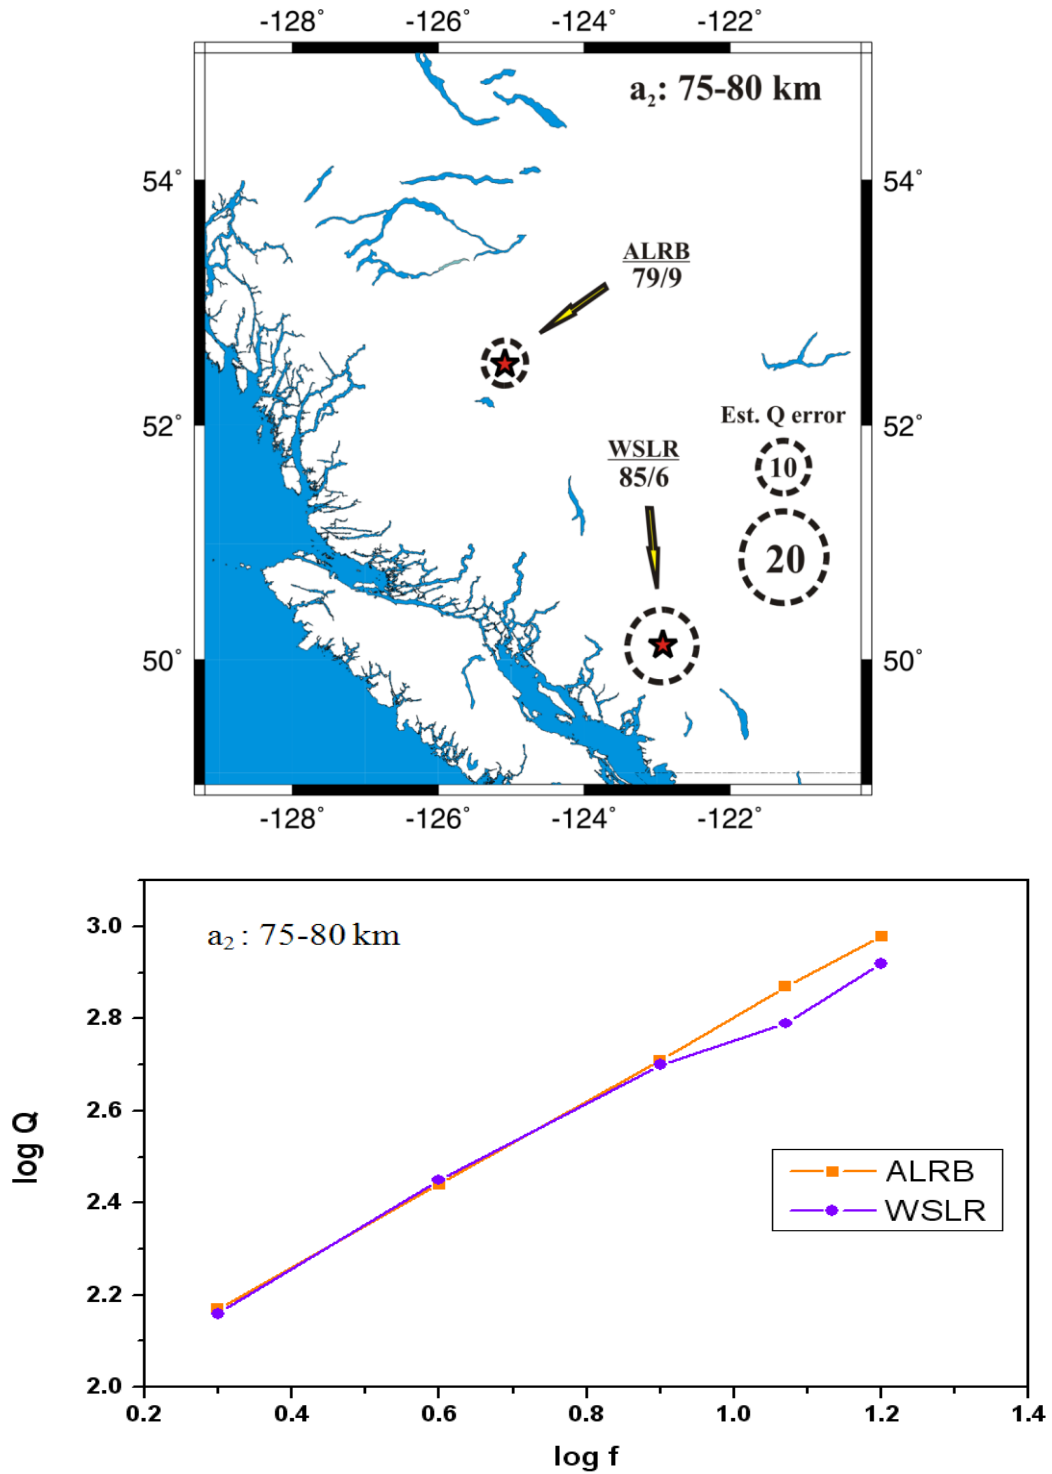 -128° -126° -124° -122°
a₂: 75-80 km
54° 54°
ALRB
79/9
52° 52°
Est. Q error
WSLR
85/6
10
20
50° 50°
-128° -126° -124° -122°
a₂ : 75-80 km
3.0
2.8
2.6
2.4
2.2
2.0
log Q
ALRB
WSLR
0.2 0.4 0.6 0.8 1.0 1.2 1.4
log f